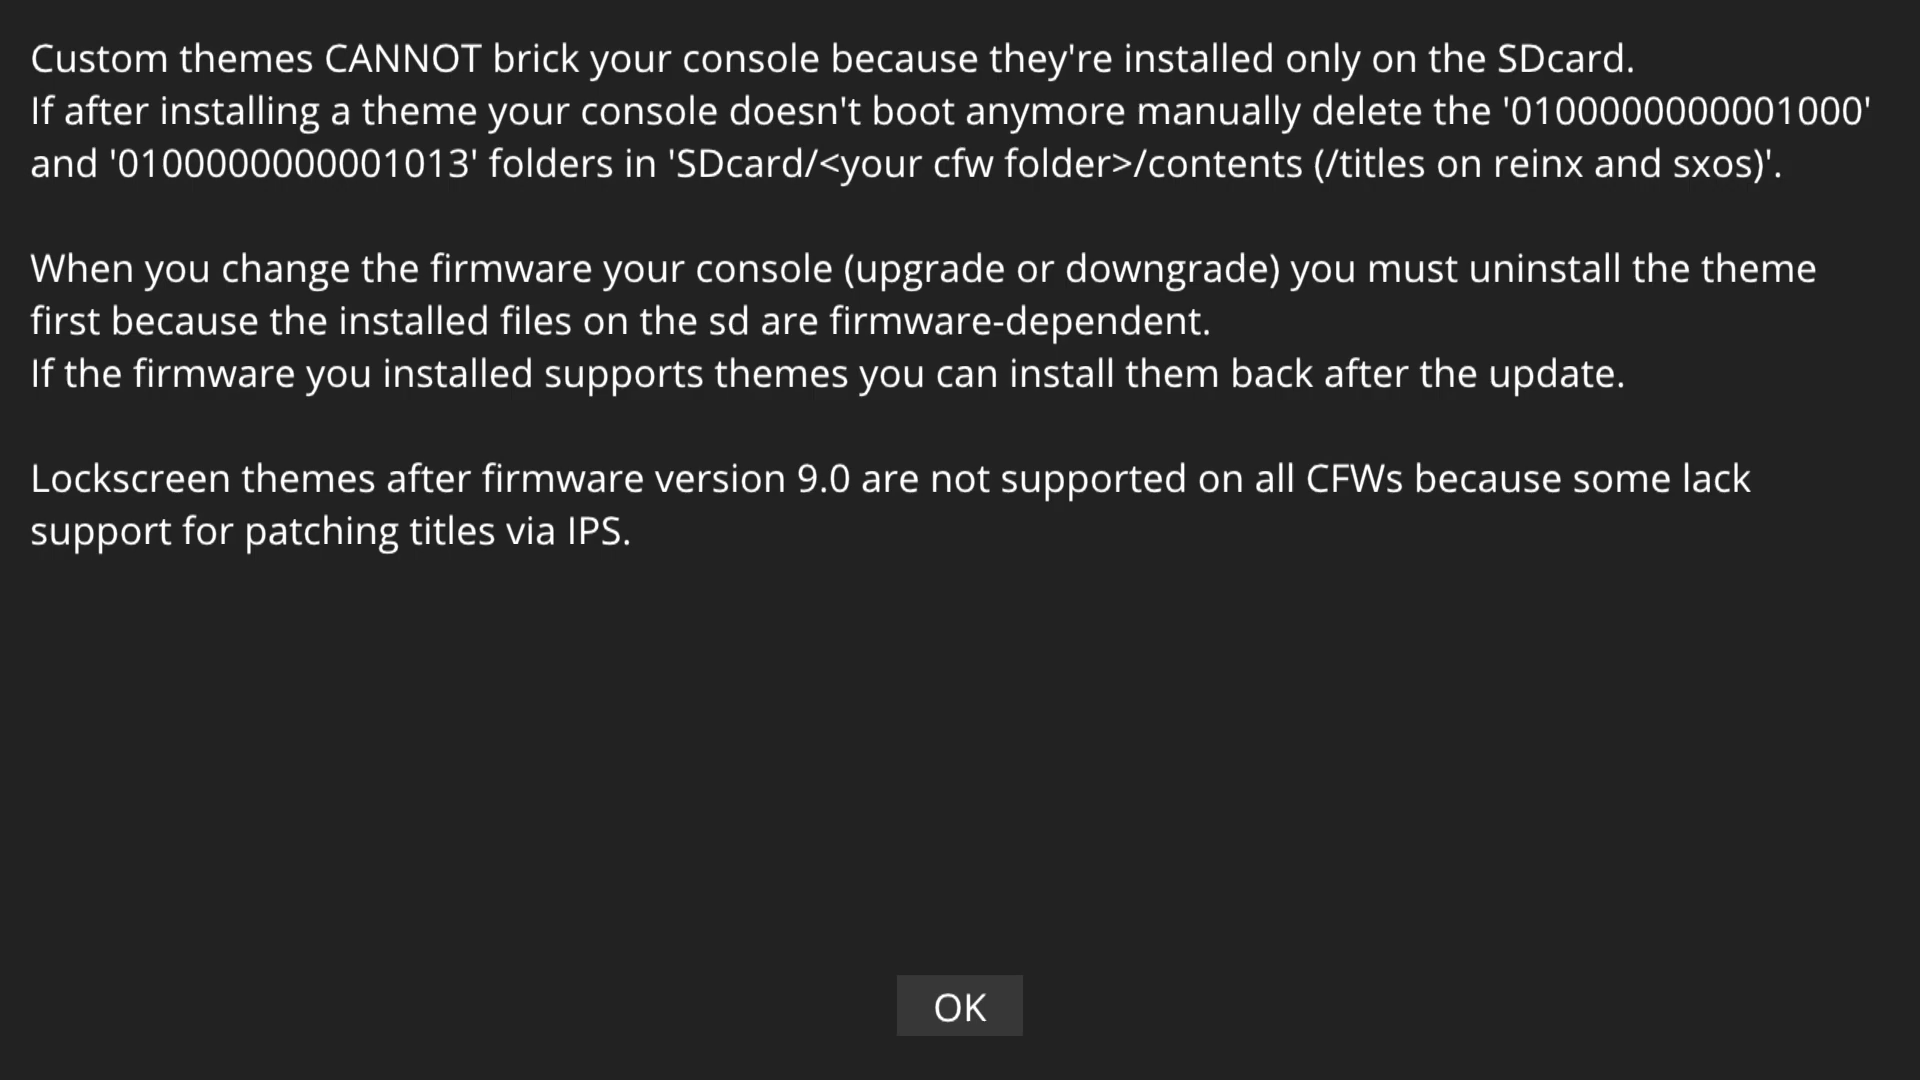 Custom themes CANNOT brick your console because they're installed only on the SDcard.
If after installing a theme your console doesn't boot anymore manually delete the '0100000000001000'
and '0100000000001013' folders in 'SDcard/<your cfw folder>/contents (/titles on reinx and sxos)'.
When you change the firmware your console (upgrade or downgrade) you must uninstall the theme
first because the installed files on the sd are firmware-dependent.
If the firmware you installed supports themes you can install them back after the update.
Lockscreen themes after firmware version 9.0 are not supported on all CFWs because some lack
support for patching titles via IPS.
OK